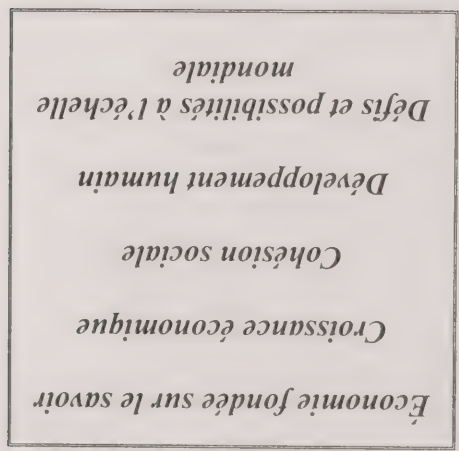 Économie fondée sur le savoir
Croissance économique
Cohésion sociale
Développement humain
Défis et possibilités à l'échelle
mondiale